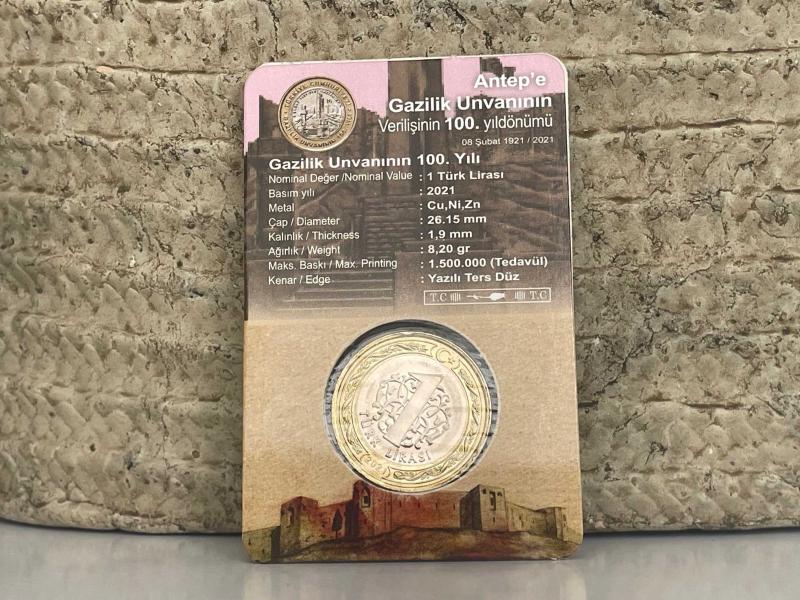 Antep'e
Gazilik Unvanının
Verilişinin 100. yıldönümü
08 Şubat 1921 / 2021
Gazilik Unvanının 100. Yılı
Nominal Değer /Nominal Value : 1 Türk Lirası
Basım yılı : 2021
Metal : Cu,Ni,Zn
Çap / Diameter : 26.15 mm
Kalınlık / Thickness : 1,9 mm
Ağırlık / Weight : 8,20 gr
Maks. Baskı / Max. Printing : 1.500.000 (Tedavül)
Kenar / Edge : Yazılı Ters Düz
T.C T.C
1
TÜRK LİRASI
2021